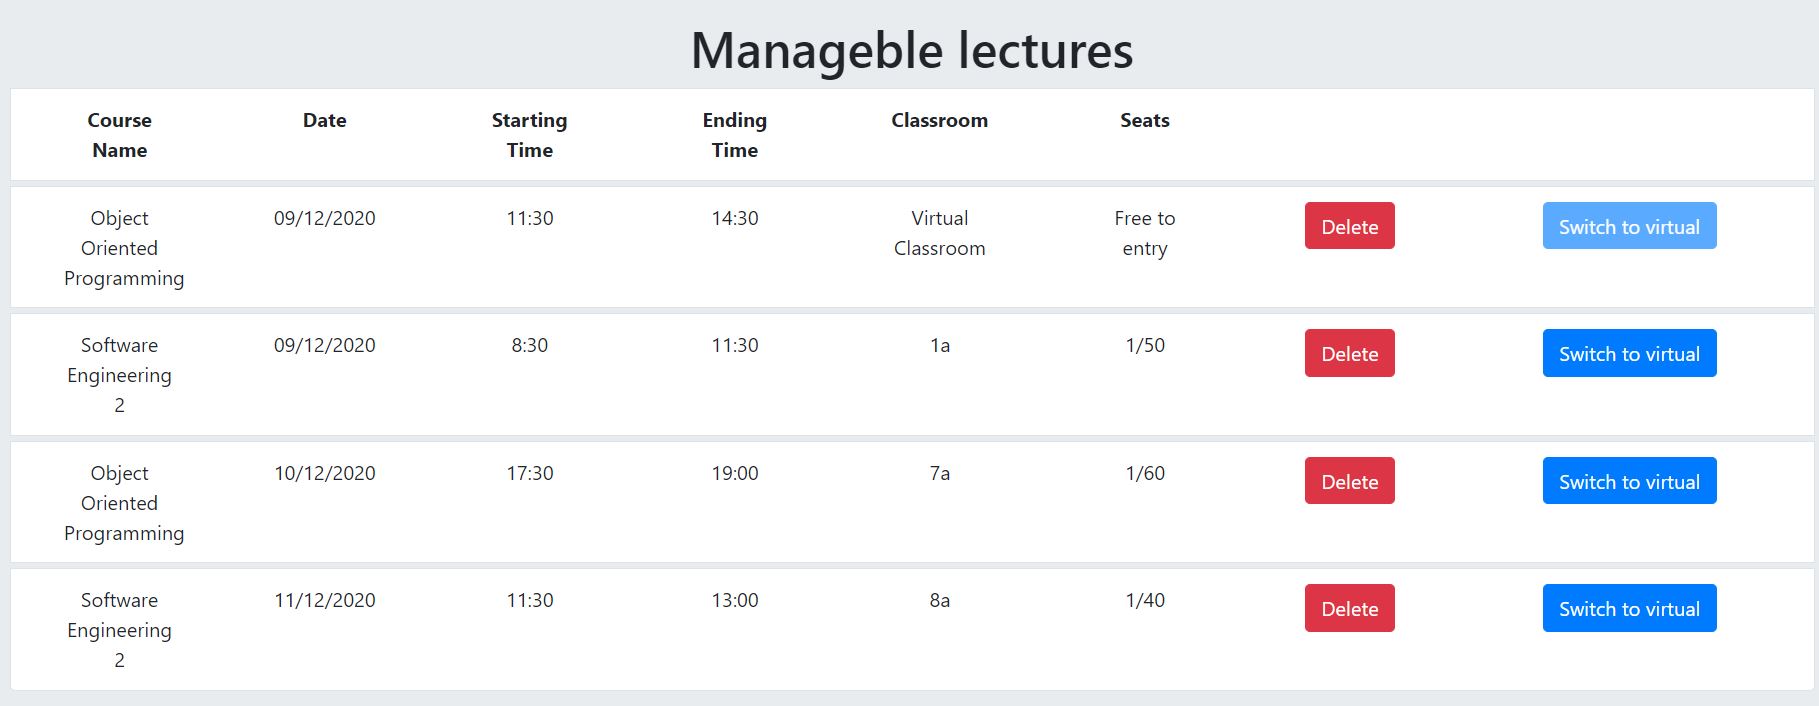 Manageble lectures
Course Name Date Starting Time Ending Time Classroom Seats
Object Oriented Programming 09/12/2020 11:30 14:30 Virtual Classroom Free to entry Delete Switch to virtual
Software Engineering 2 09/12/2020 8:30 11:30 1a 1/50 Delete Switch to virtual
Object Oriented Programming 10/12/2020 17:30 19:00 7a 1/60 Delete Switch to virtual
Software Engineering 2 11/12/2020 11:30 13:00 8a 1/40 Delete Switch to virtual